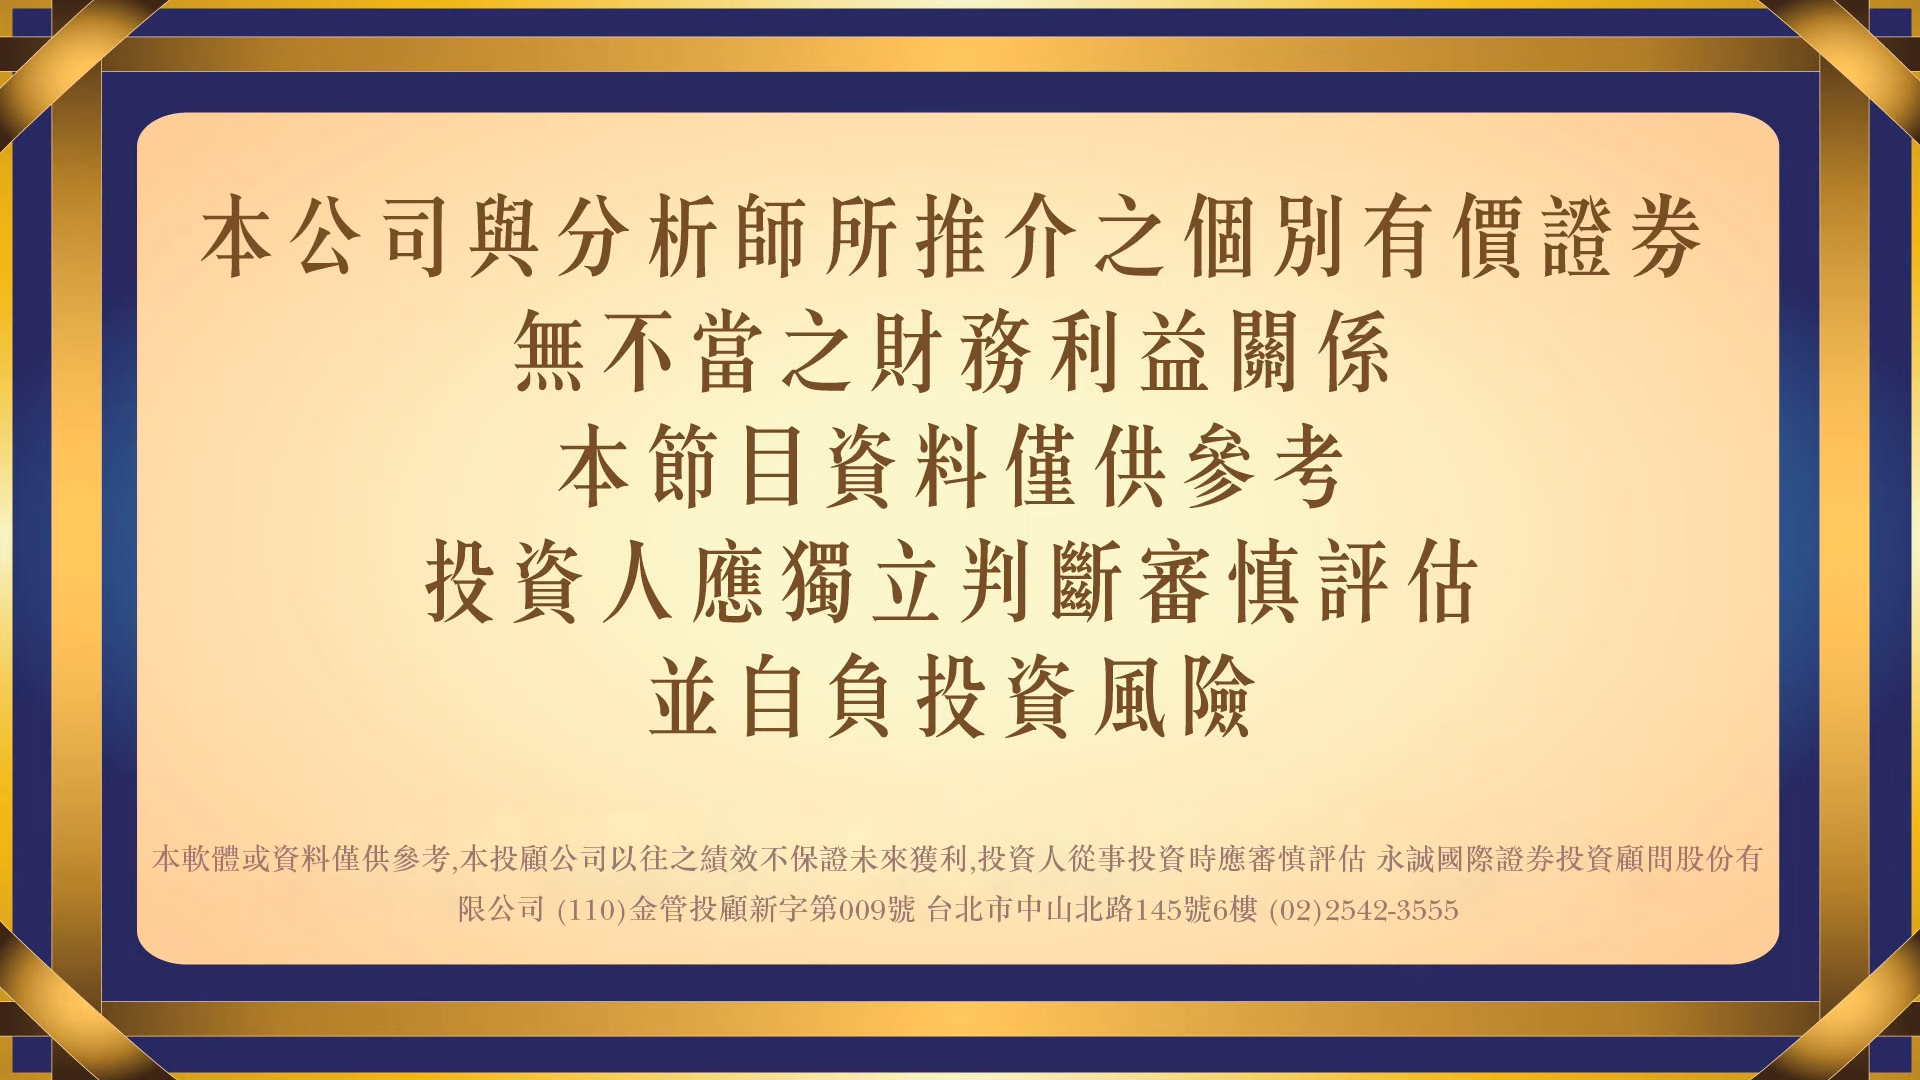 本公司與分析師所推介之個別有價證券
無不當之財務利益關係
本節目資料僅供參考
投資人應獨立判斷審慎評估
並自負投資風險
本軟體或資料僅供參考,本投顧公司以往之績效不保證未來獲利,投資人從事投資時應審慎評估 永誠國際證券投資顧問股份有
限公司 (110)金管投顧新字第009號 台北市中山北路145號6樓 (02)2542-3555